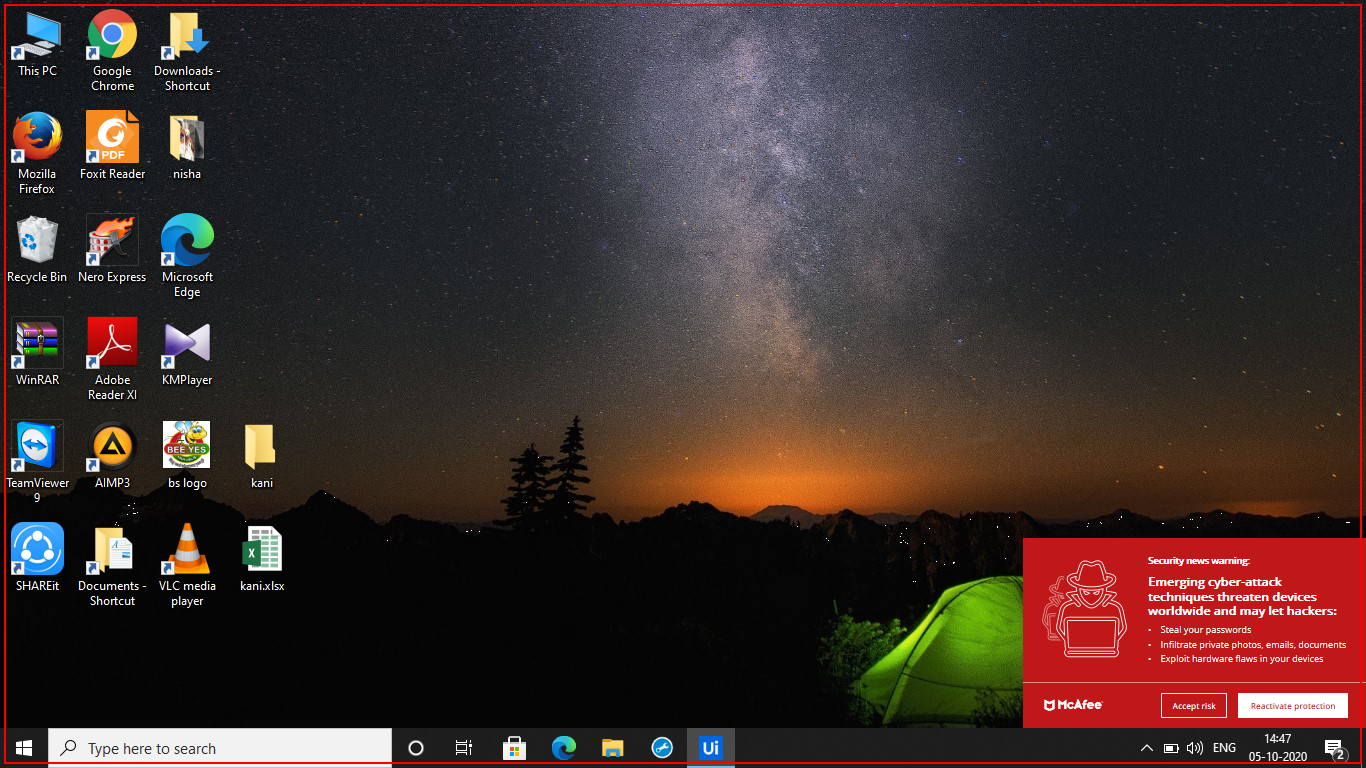 This PC
Google
Chrome
Downloads -
Shortcut
Mozilla
Firefox
PDF
Foxit Reader
nisha
Recycle Bin
Nero Express
Microsoft
Edge
WinRAR
Adobe
Reader XI
KMPlayer
TeamViewer
9
AIMP3
BEE YES
bs logo
kani
SHAREit
Documents -
Shortcut
VLC media
player
X
kani.xlsx
Security news warning:
Emerging cyber-attack
techniques threaten devices
worldwide and may let hackers:
• Steal your passwords
• Infiltrate private photos, emails, documents
• Exploit hardware flaws in your devices
McAfee
Accept risk
Reactivate protection
Type here to search
Ui
ENG
14:47
05-10-2020
2